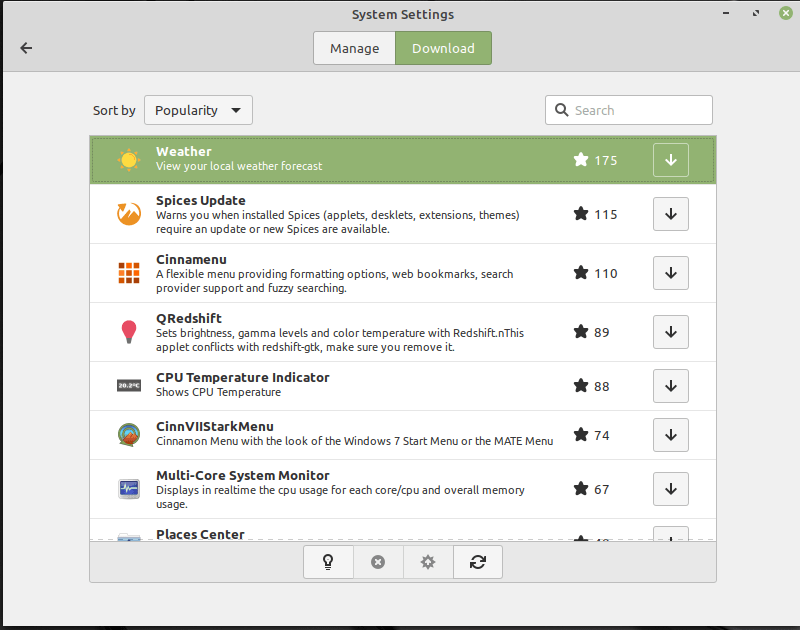 System Settings
Manage Download
Sort by Popularity Search
Weather
View your local weather forecast
175
Spices Update
Warns you when installed Spices (applets, desklets, extensions, themes)
require an update or new Spices are available.
115
Cinnamenu
A flexible menu providing formatting options, web bookmarks, search
provider support and fuzzy searching.
110
QRedshift
Sets brightness, gamma levels and color temperature with Redshift.nThis
applet conflicts with redshift-gtk, make sure you remove it.
89
20.2°C
CPU Temperature Indicator
Shows CPU Temperature
88
CinnVIIStarkMenu
Cinnamon Menu with the look of the Windows 7 Start Menu or the MATE Menu
74
Multi-Core System Monitor
Displays in realtime the cpu usage for each core/cpu and overall memory
usage.
67
Places Center